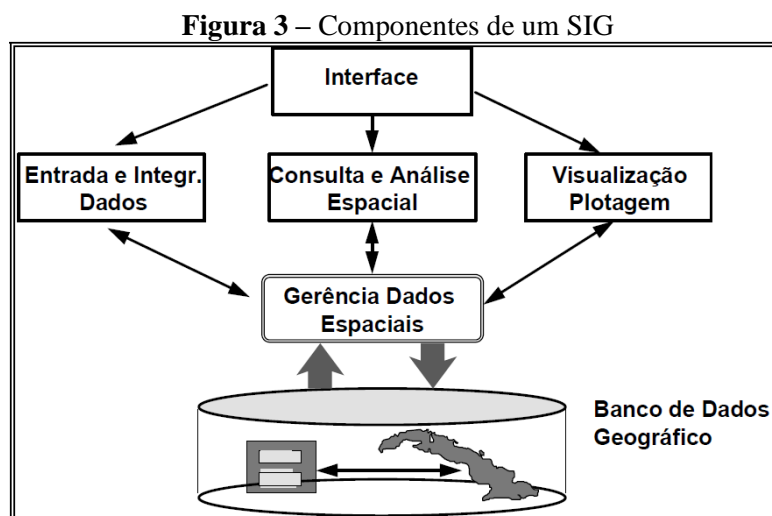 Figura 3 – Componentes de um SIG
Interface
Entrada e Integr.
Dados
Consulta e Análise
Espacial
Visualização
Plotagem
Gerência Dados
Espaciais
Banco de Dados
Geográfico